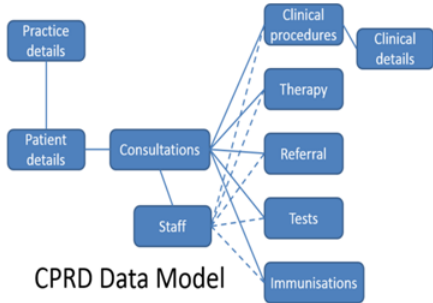 Practice
details
Patient
details
Consultations
Staff
Clinical
procedures
Clinical
details
Therapy
Referral
Tests
Immunisations
CPRD Data Model